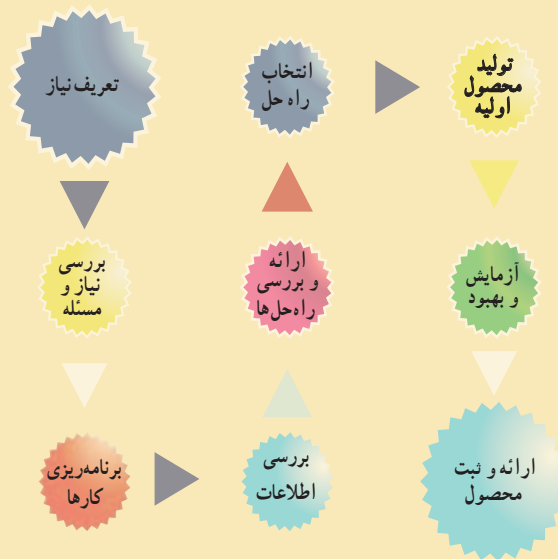 تعریف نیاز
بررسی
نیاز و
مسئله
برنامه‌ریزی
کارها
بررسی
اطلاعات
ارائه
و بررسی
راه‌حل‌ها
انتخاب
راه حل
تولید
محصول
اولیه
آزمایش
و بهبود
ارائه و ثبت
محصول